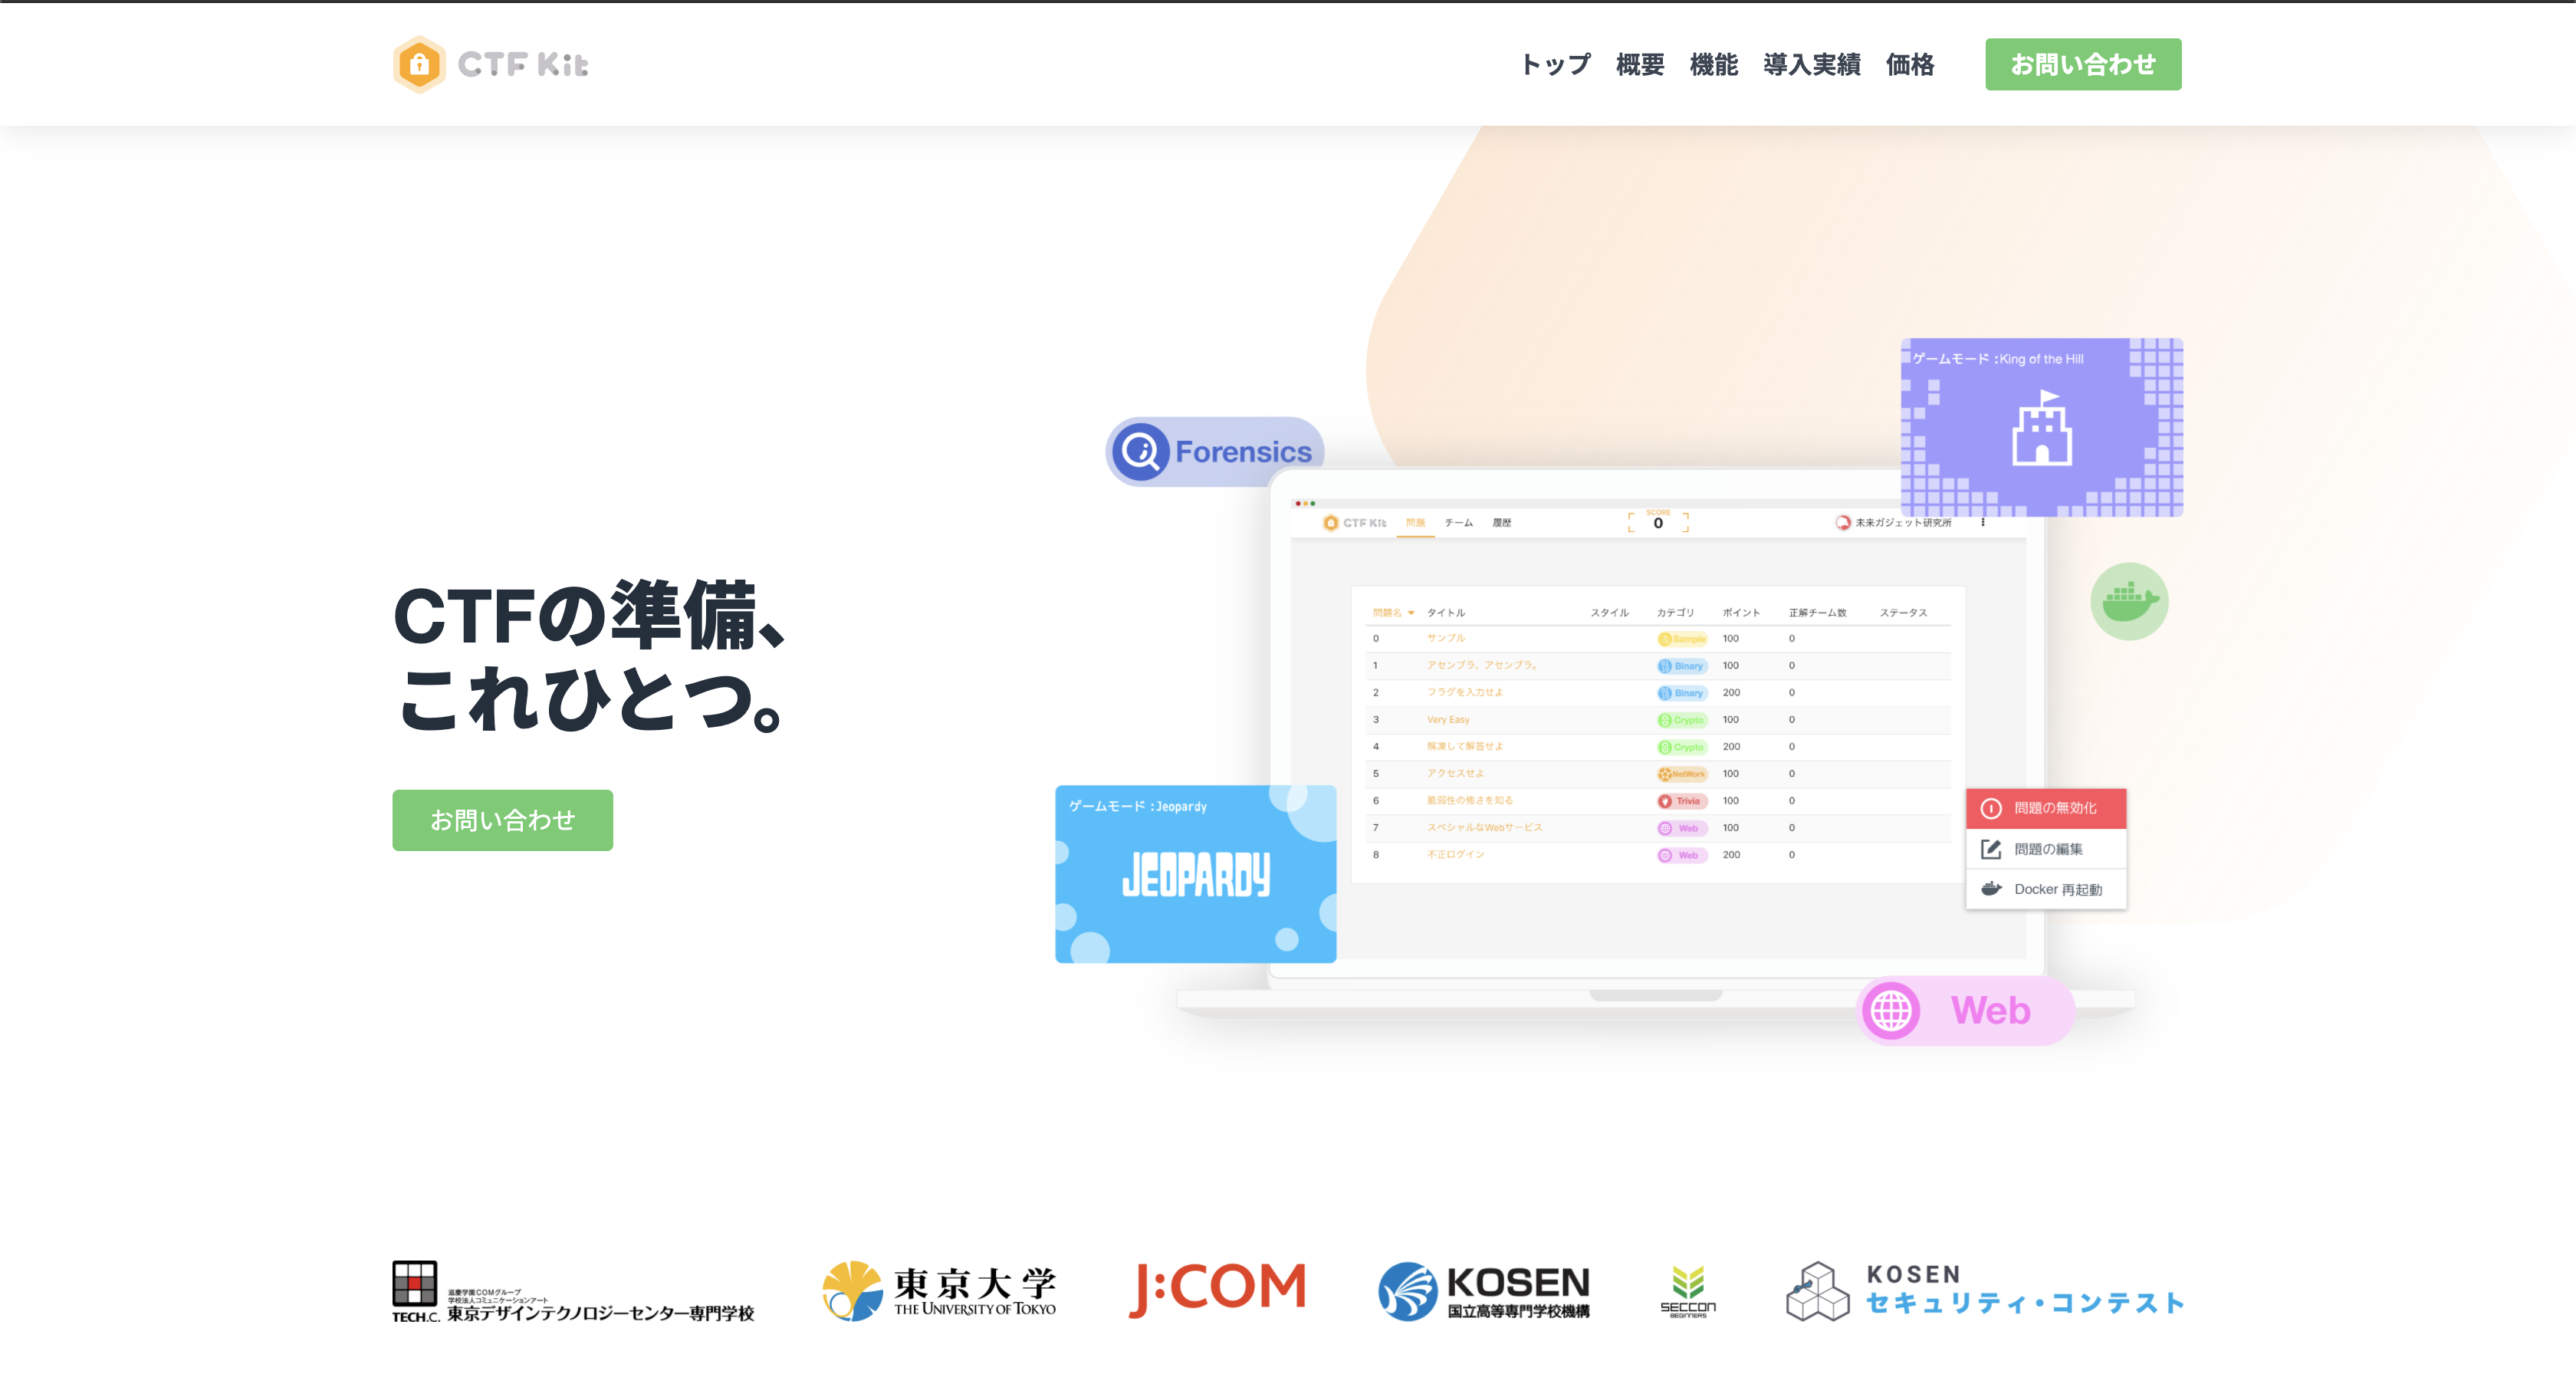 CTF Kit
トップ 概要 機能 導入実績 価格 お問い合わせ
CTFの準備、
これひとつ。
お問い合わせ
Forensics
ゲームモード：King of the Hill
CTF Kit 問題 チーム 履歴 SCORE 0 未来ガジェット研究所
問題名 タイトル スタイル カテゴリ ポイント 正解チーム数 ステータス
0 サンプル Sample 100 0
1 アセンブラ、アセンブラ。 Binary 100 0
2 フラグを入力せよ Binary 200 0
3 Very Easy Crypto 100 0
4 解凍して解答せよ Crypto 200 0
5 アクセスせよ NetWork 100 0
6 脆弱性の怖さを知る Trivia 100 0
7 スペシャルなWebサービス Web 100 0
8 不正ログイン Web 200 0
ゲームモード：Jeopardy
JEOPARDY
問題の無効化
問題の編集
Docker 再起動
Web
TECH.C.
滋慶学園COMグループ
学校法人コミュニケーションアート
東京デザインテクノロジーセンター専門学校
東京大学
THE UNIVERSITY OF TOKYO
J:COM
KOSEN
国立高等専門学校機構
SECCON
BEGINNERS
KOSEN
セキュリティ・コンテスト